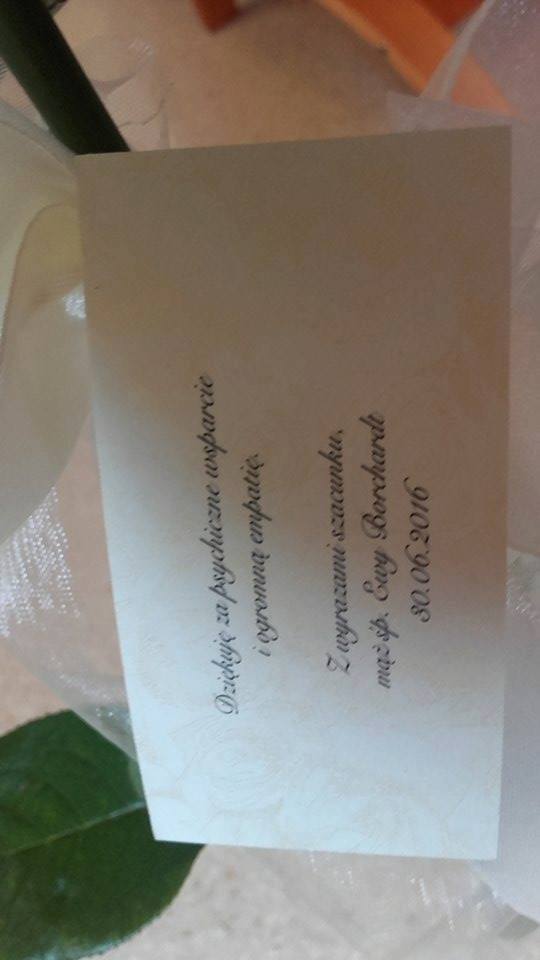 Dziękuję za psychiczne wsparcie
i ogromną empatię.
Z wyrazami szacunku,
mąż śp. Ewy Borchardt
30.06.2016